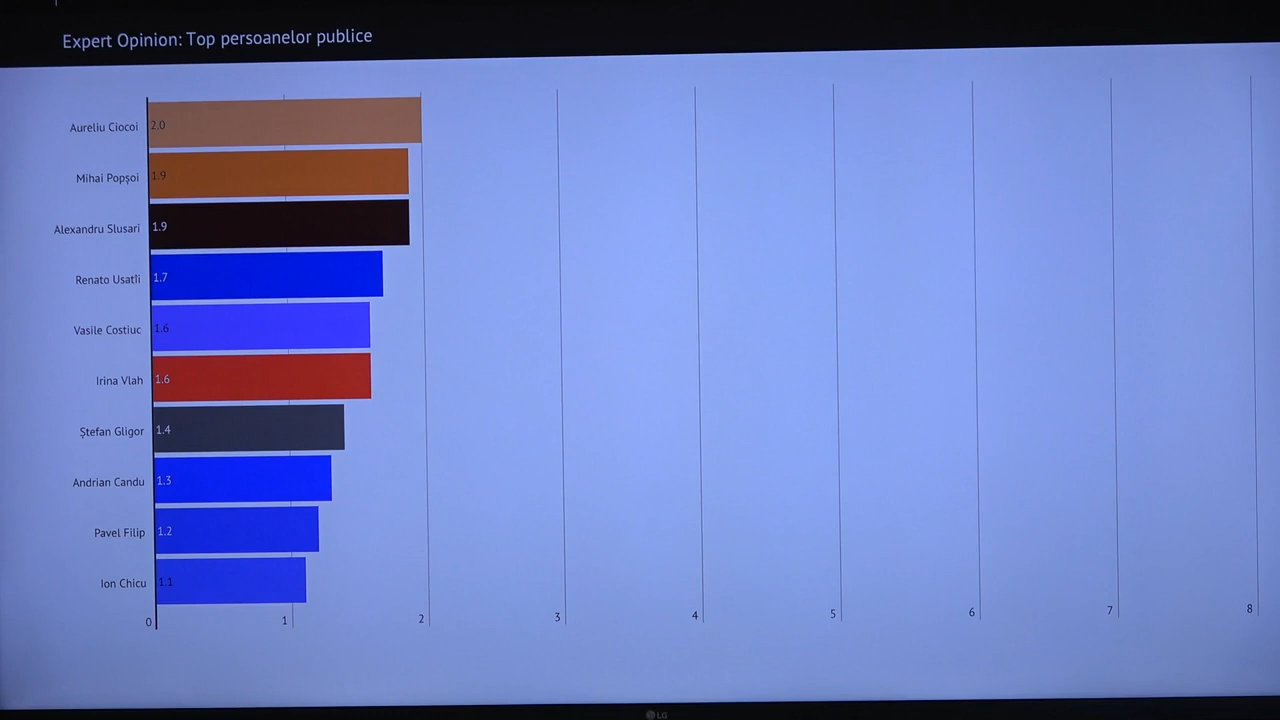 Expert Opinion: Top persoanelor publice
Aureliu Ciocoi 2.0
Mihai Popșoi 1.9
Alexandru Slusari 1.9
Renato Usatîi 1.7
Vasile Costiuc 1.6
Irina Vlah 1.6
Ștefan Gligor 1.4
Andrian Candu 1.3
Pavel Filip 1.2
Ion Chicu 1.1
0 1 2 3 4 5 6 7 8
LG